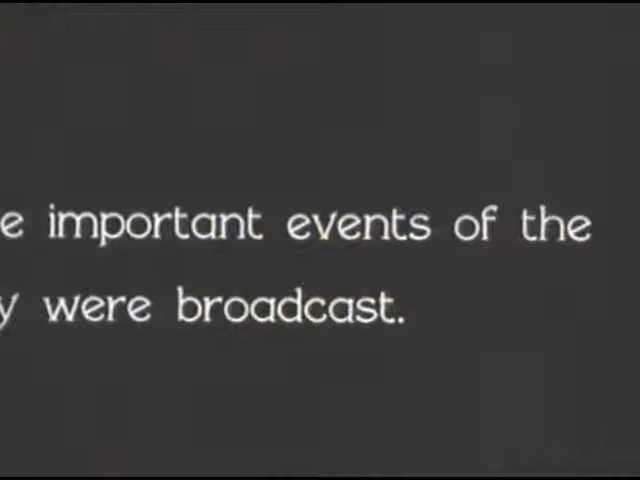 e important events of the
y were broadcast.